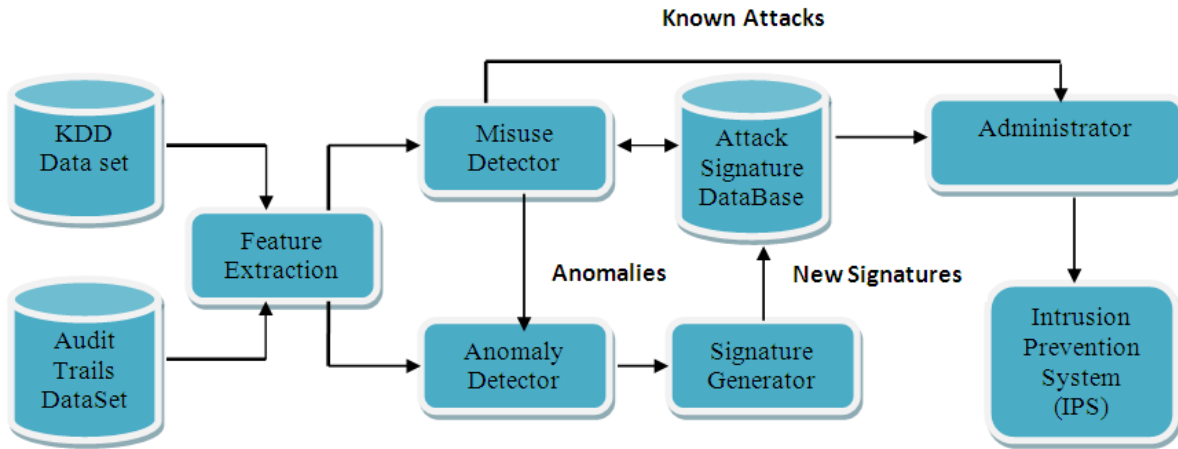 Known Attacks
KDD
Data set
Misuse
Detector
Attack
Signature
DataBase
Administrator
Feature
Extraction
Anomalies
New Signatures
Audit
Trails
DataSet
Anomaly
Detector
Signature
Generator
Intrusion
Prevention
System
(IPS)